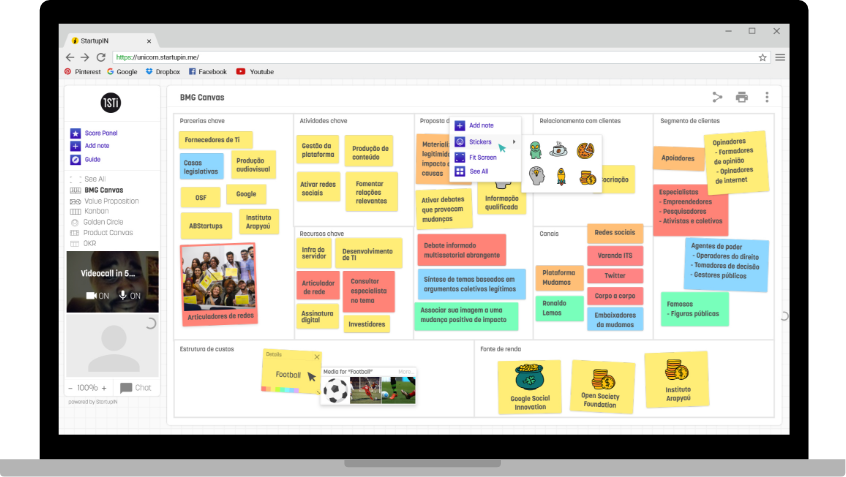 StartupiN
https://unicom.startupin.me/
Pinterest
Google
Dropbox
Facebook
Youtube
1STi
Score Panel
Add note
Guide
See All
BMG Canvas
Value Proposition
Kanban
Golden Circle
Product Canvas
OKR
Videocall in 5...
ON
ON
- 100% +
Chat
powered by StartupiN
BMG Canvas
Parcerias chave
Fornecedores de Ti
Casas
legislativas
Produção
audiovisual
OSF
Google
ABStartups
Instituto
Arapyaú
Articuladores de redes
Atividades chave
Gestão da
plataforma
Produção de
conteúdo
Ativar redes
sociais
Fomentar
relações
relevantes
Recursos chave
Infra do
servidor
Desenvolvimento
de TI
Articulador
de rede
Consultor
especialista
no tema
Assinatura
digital
Investidores
Proposta d
Add note
Stickers
Fit Screen
See All
legitimid
impacto
causas
Ativar debates
que provocam
mudanças
Informação
qualificada
Debate informado
multissetorial abrangente
Síntese de temas baseados em
argumentos coletivos legítimos
Associar sua imagem a uma
mudança positiva de impacto
Relacionamento com clientes
Canais
Redes sociais
Varanda ITS
Plataforma
Mudamos
Twitter
Corpo a corpo
Ronaldo
Lemos
Embaixadores
da mudamos
Segmento de clientes
Apoiadores
Opinadores
- Formadores
de opinião
- Opinadores
de internet
Especialistas
- Empreendedores
- Pesquisadores
- Ativistas e coletivos
Agentes de poder
- Operadores do direito
- Tomadores de decisão
- Gestores públicos
Famosos
- Figuras públicas
Estrutura de custos
Details
Football
Media for "Football"
More...
Fonte de renda
Google Social
Innovation
Open Society
Foundation
Instituto
Arapyaú